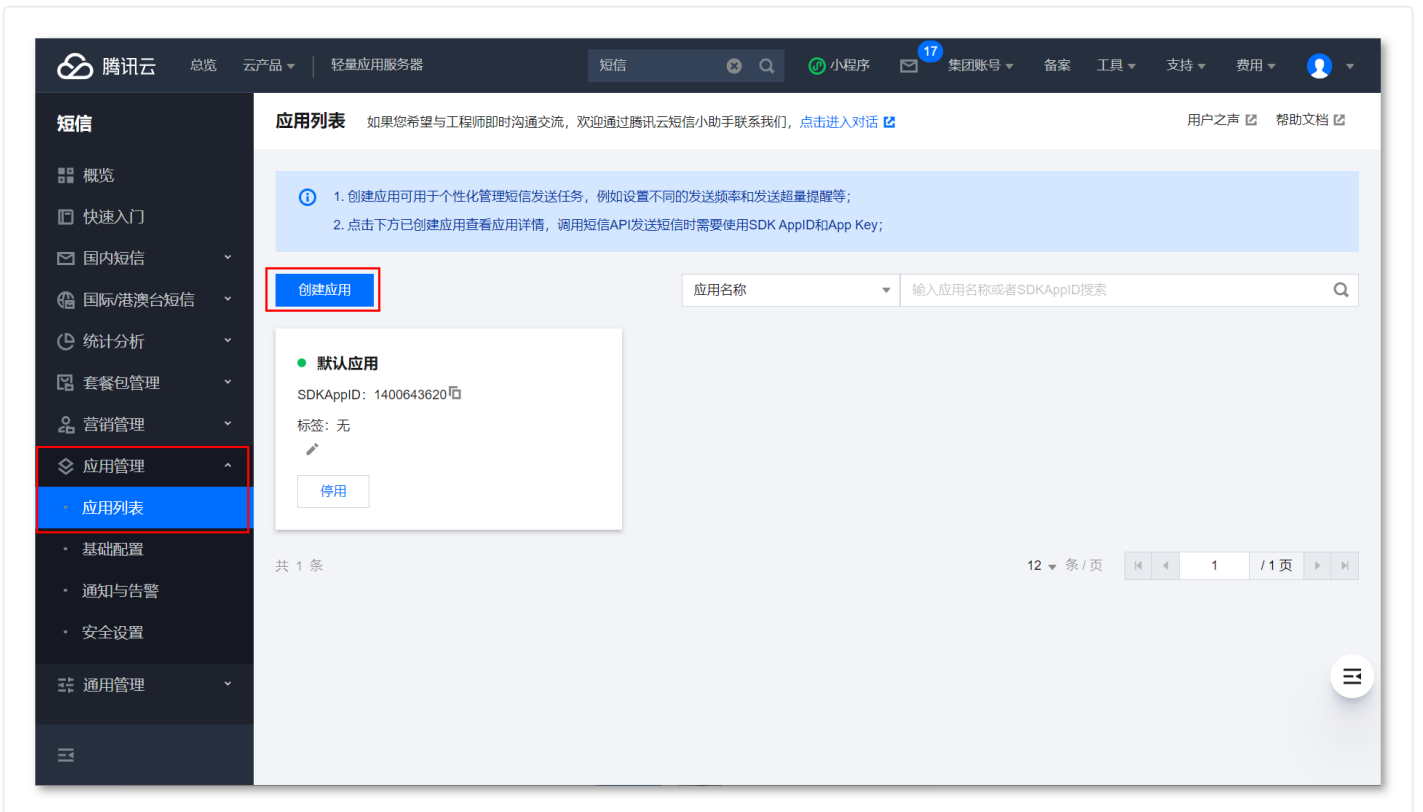 腾讯云 总览 云产品 轻量应用服务器 短信 小程序 17 集团账号 备案 工具 支持 费用
短信
概览
快速入门
国内短信
国际/港澳台短信
统计分析
套餐包管理
营销管理
应用管理
应用列表
基础配置
通知与告警
安全设置
通用管理
应用列表 如果您希望与工程师即时沟通交流，欢迎通过腾讯云短信小助手联系我们，点击进入对话 用户之声 帮助文档
1. 创建应用可用于个性化管理短信发送任务，例如设置不同的发送频率和发送超量提醒等；
2. 点击下方已创建应用查看应用详情，调用短信API发送短信时需要使用SDK AppID和App Key；
创建应用 应用名称 输入应用名称或者SDKAppID搜索
默认应用
SDKAppID：1400643620
标签：无
停用
共 1 条 12 条 / 页 1 / 1 页